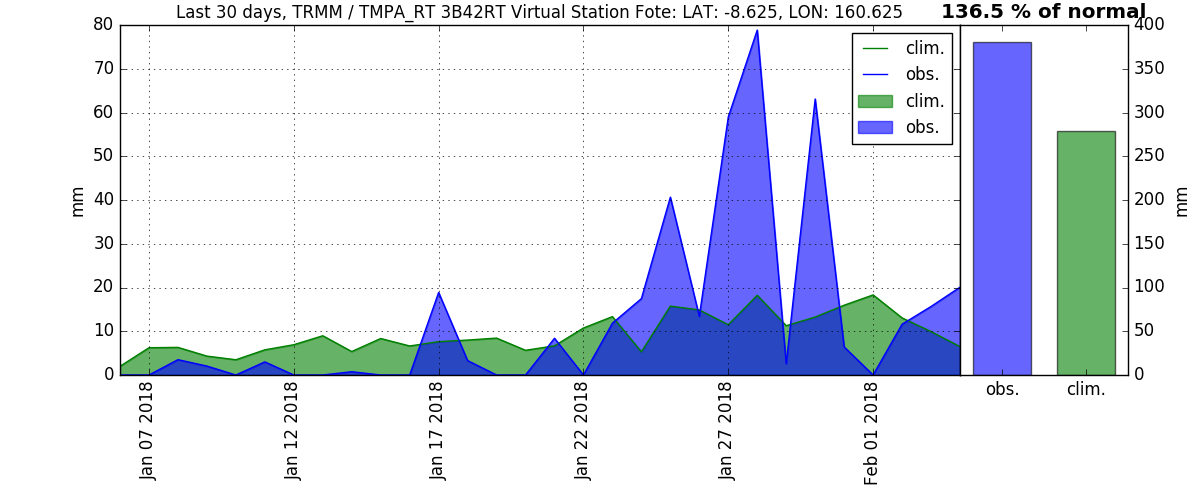 Last 30 days, TRMM / TMPA_RT 3B42RT Virtual Station Fote: LAT: -8.625, LON: 160.625
136.5 % of normal
80
70
60
50
40
30
20
10
0
mm
Jan 07 2018
Jan 12 2018
Jan 17 2018
Jan 22 2018
Jan 27 2018
Feb 01 2018
clim.
obs.
clim.
obs.
400
350
300
250
200
150
100
50
0
mm
obs.
clim.